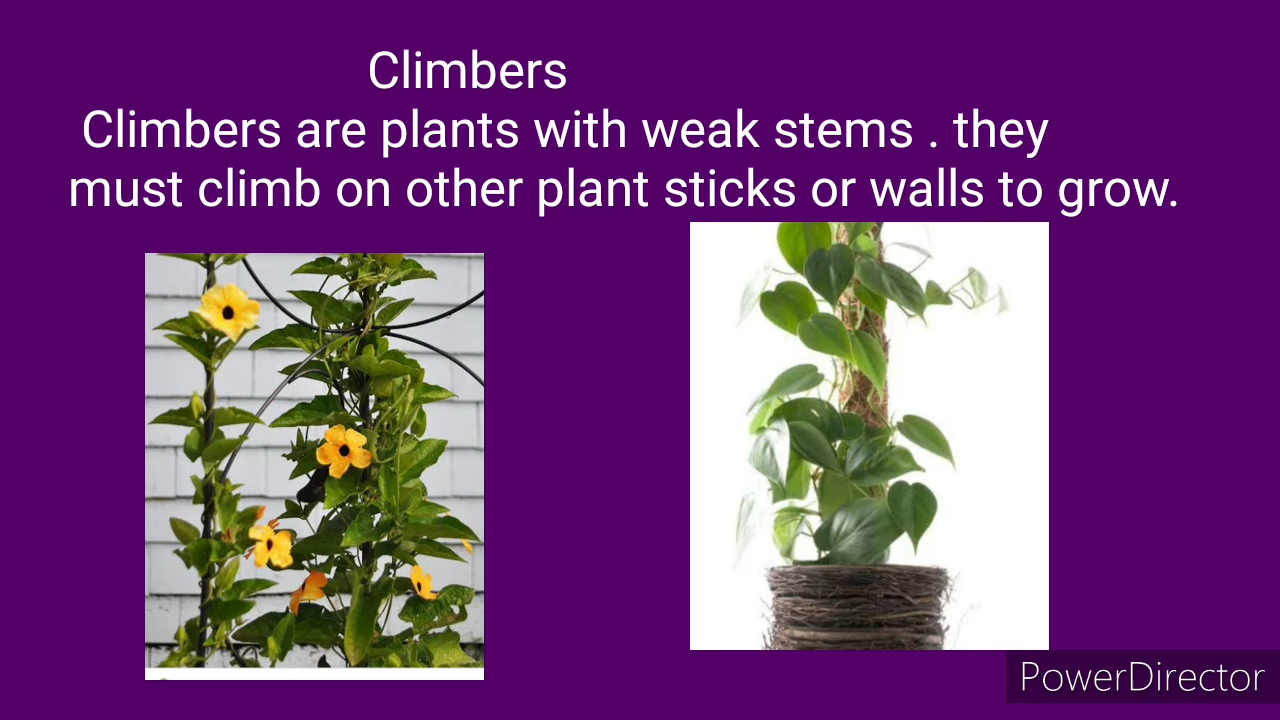 Climbers
Climbers are plants with weak stems . they
must climb on other plant sticks or walls to grow.
PowerDirector